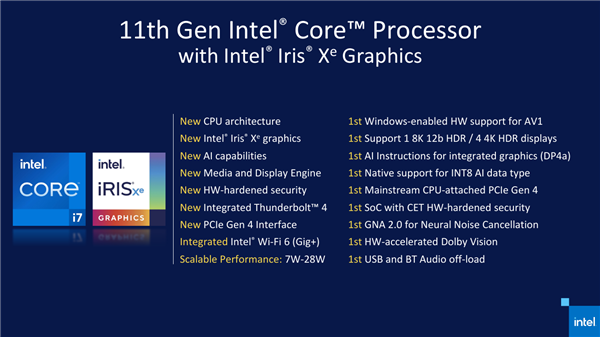 11th Gen Intel® Core™ Processor
with Intel® Iris® Xe Graphics
New CPU architecture
New Intel® Iris® Xe graphics
New AI capabilities
New Media and Display Engine
New HW-hardened security
New Integrated Thunderbolt™ 4
New PCIe Gen 4 Interface
Integrated Intel® Wi-Fi 6 (Gig+)
Scalable Performance: 7W-28W
1st Windows-enabled HW support for AV1
1st Support 1 8K 12b HDR / 4 4K HDR displays
1st AI Instructions for integrated graphics (DP4a)
1st Native support for INT8 AI data type
1st Mainstream CPU-attached PCIe Gen 4
1st SoC with CET HW-hardened security
1st GNA 2.0 for Neural Noise Cancellation
1st HW-accelerated Dolby Vision
1st USB and BT Audio off-load
intel.
CORE™
i7
intel.
iRIS® Xe
GRAPHICS
intel